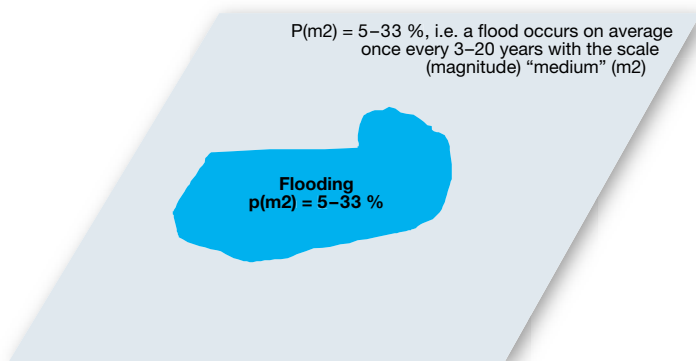 P(m2) = 5–33 %, i.e. a flood occurs on average
once every 3–20 years with the scale
(magnitude) “medium” (m2)
Flooding
p(m2) = 5–33 %